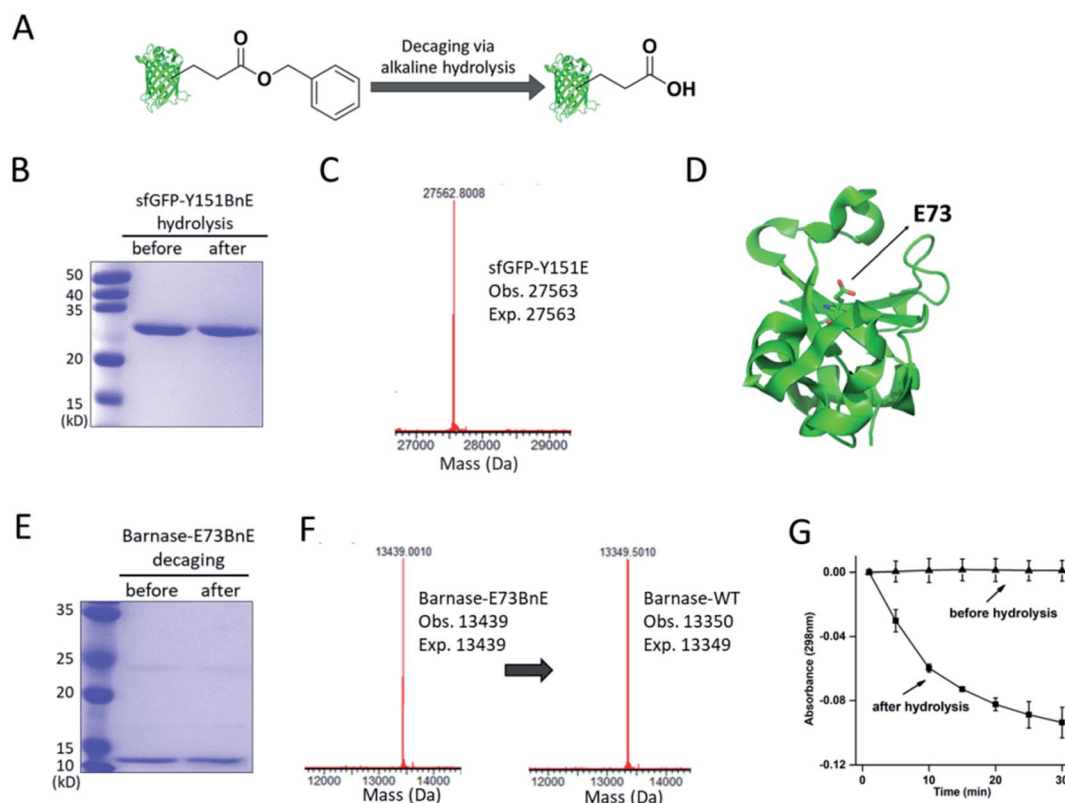 A
O
O
Decaging via
alkaline hydrolysis
O
OH
B
sfGFP-Y151BnE
hydrolysis
before after
50
40
35
20
15
(kD)
C
27562.8008
sfGFP-Y151E
Obs. 27563
Exp. 27563
27000 28000 29000
Mass (Da)
D
E73
E
Barnase-E73BnE
decaging
before after
35
25
20
15
10
(kD)
F
13439.0010
Barnase-E73BnE
Obs. 13439
Exp. 13439
12000 13000 14000
Mass (Da)
13349.5010
Barnase-WT
Obs. 13350
Exp. 13349
12000 13000 14000
Mass (Da)
G
Absorbance (298nm)
0.00
-0.04
-0.08
-0.12
before hydrolysis
after hydrolysis
0 10 20 30
Time (min)